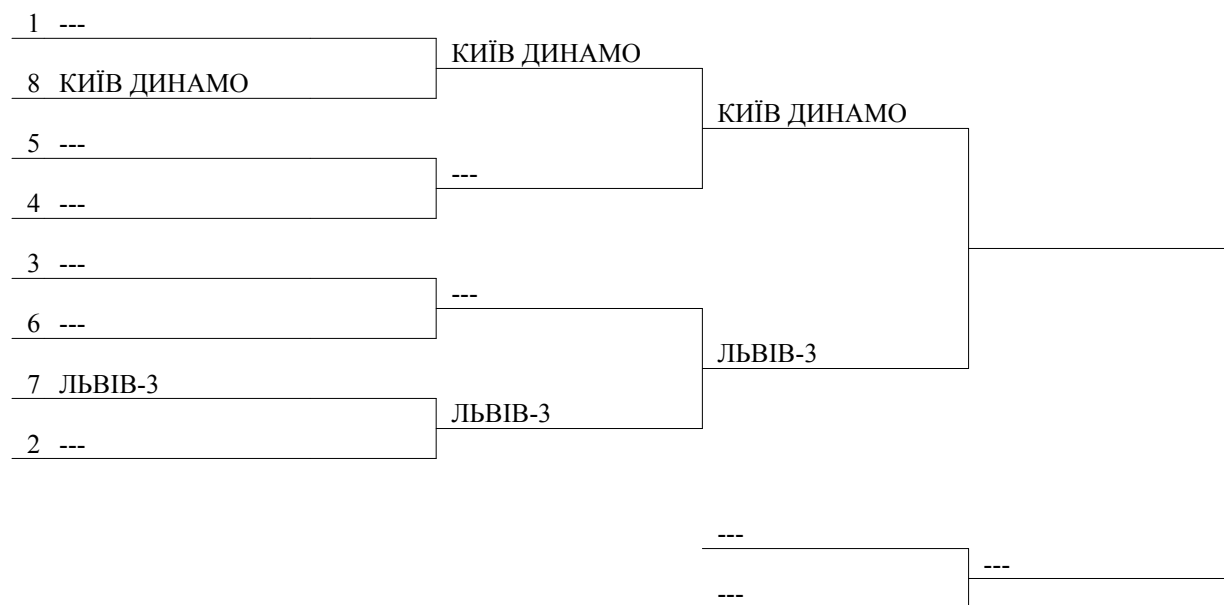 1 ---
КИЇВ ДИНАМО
8 КИЇВ ДИНАМО
КИЇВ ДИНАМО
5 ---
---
4 ---
3 ---
---
6 ---
ЛЬВІВ-3
7 ЛЬВІВ-3
ЛЬВІВ-3
2 ---
---
---
---